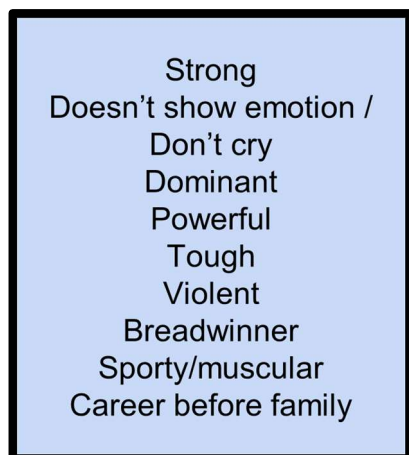 Strong
Doesn’t show emotion /
Don’t cry
Dominant
Powerful
Tough
Violent
Breadwinner
Sporty/muscular
Career before family